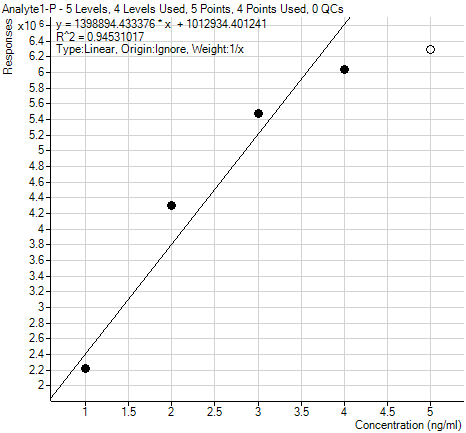 Analyte1-P - 5 Levels, 4 Levels Used, 5 Points, 4 Points Used, 0 QCs
Responses
x10 6
y = 1398894.433376 * x + 1012934.401241
R^2 = 0.94531017
Type:Linear, Origin:Ignore, Weight:1/x
6.4
6.2
6
5.8
5.6
5.4
5.2
5
4.8
4.6
4.4
4.2
4
3.8
3.6
3.4
3.2
3
2.8
2.6
2.4
2.2
2
1 1.5 2 2.5 3 3.5 4 4.5 5
Concentration (ng/ml)